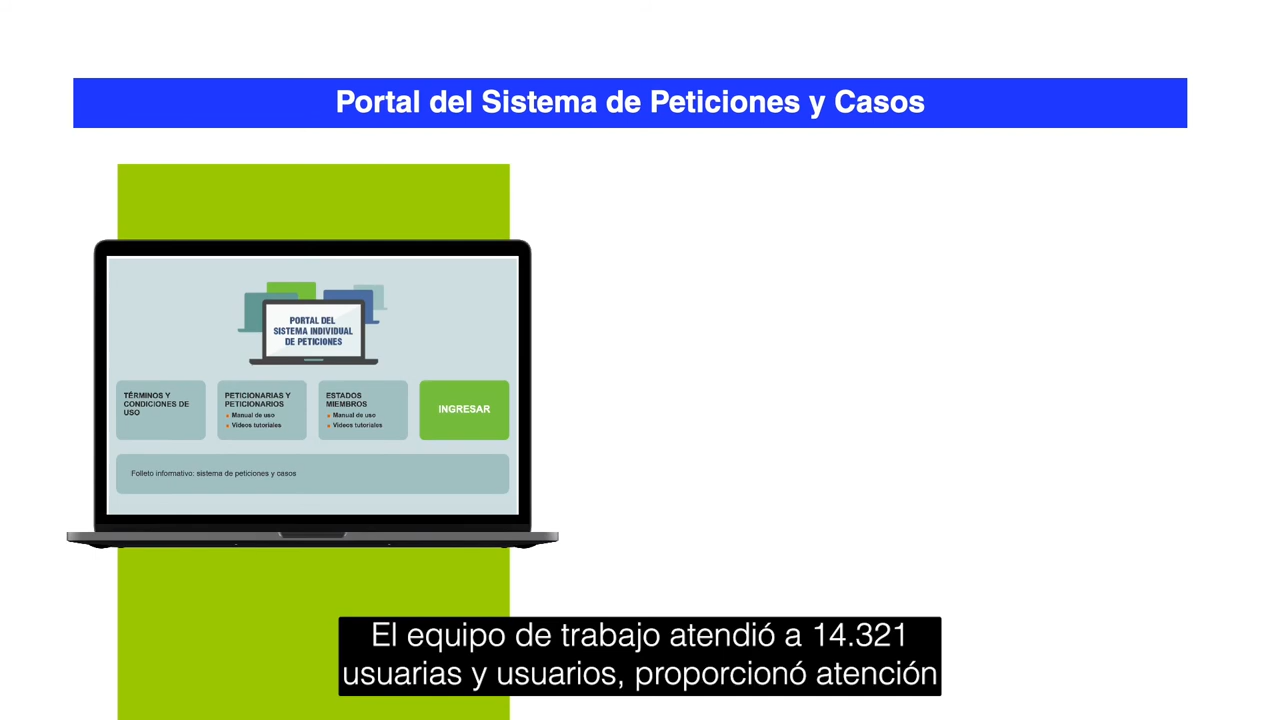 Portal del Sistema de Peticiones y Casos
PORTAL DEL
SISTEMA INDIVIDUAL
DE PETICIONES
TÉRMINOS Y
CONDICIONES DE
USO
PETICIONARIAS Y
PETICIONARIOS
Manual de uso
Vídeos tutoriales
ESTADOS
MIEMBROS
Manual de uso
Vídeos tutoriales
INGRESAR
Folleto informativo: sistema de peticiones y casos
El equipo de trabajo atendió a 14.321
usuarias y usuarios, proporcionó atención